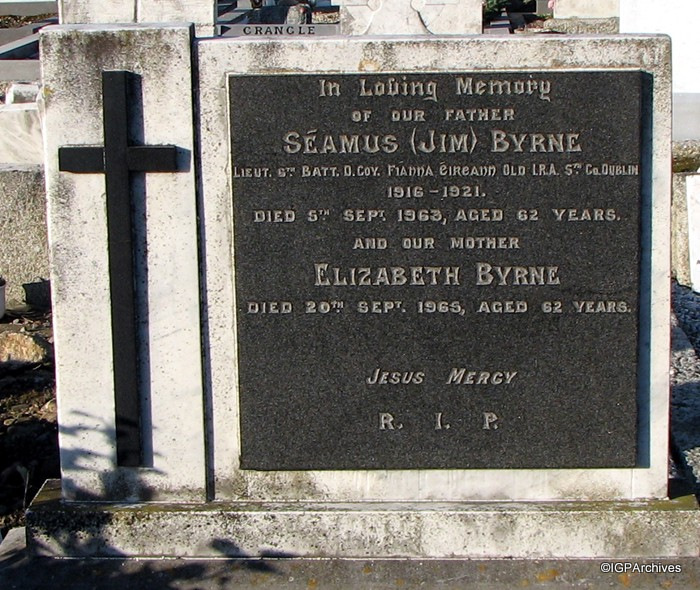 CRANGLE
In Loving Memory
OF OUR FATHER
SÉAMUS (JIM) BYRNE
LIEUT. 6TH BATT. D. COY. FIANNA ÉIREANN OLD I.R.A. 5TH CO. DUBLIN
1916 - 1921.
DIED 5TH SEPT. 1963, AGED 62 YEARS.
AND OUR MOTHER
ELIZABETH BYRNE
DIED 20TH SEPT. 1965, AGED 62 YEARS.
JESUS MERCY
R. I. P.
©IGPArchives